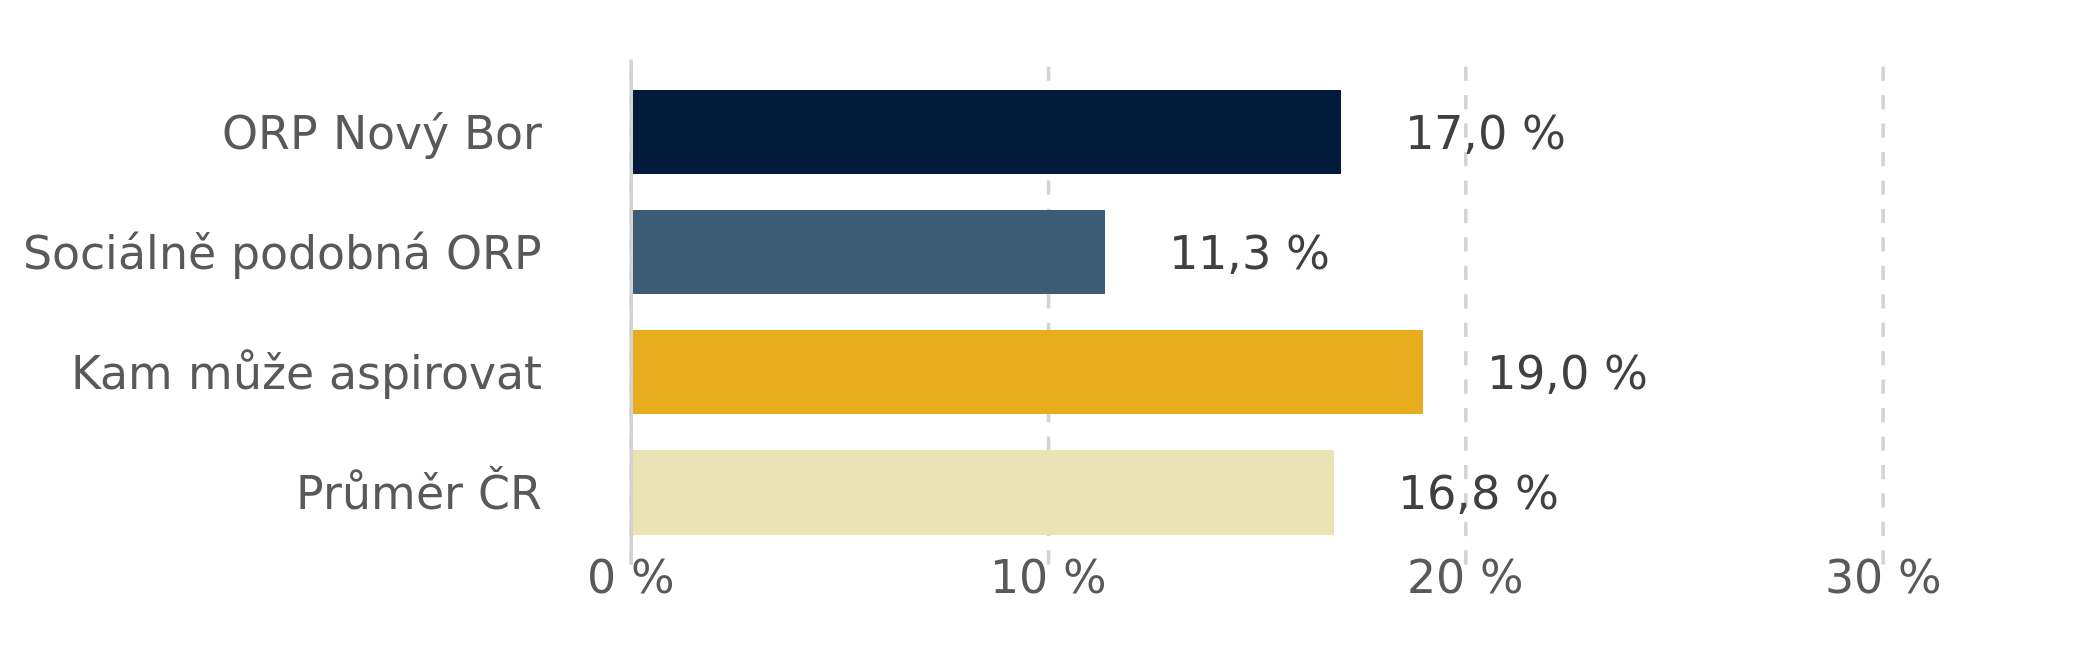 ORP Nový Bor 17,0 %
Sociálně podobná ORP 11,3 %
Kam může aspirovat 19,0 %
Průměr ČR 16,8 %
0 % 10 % 20 % 30 %